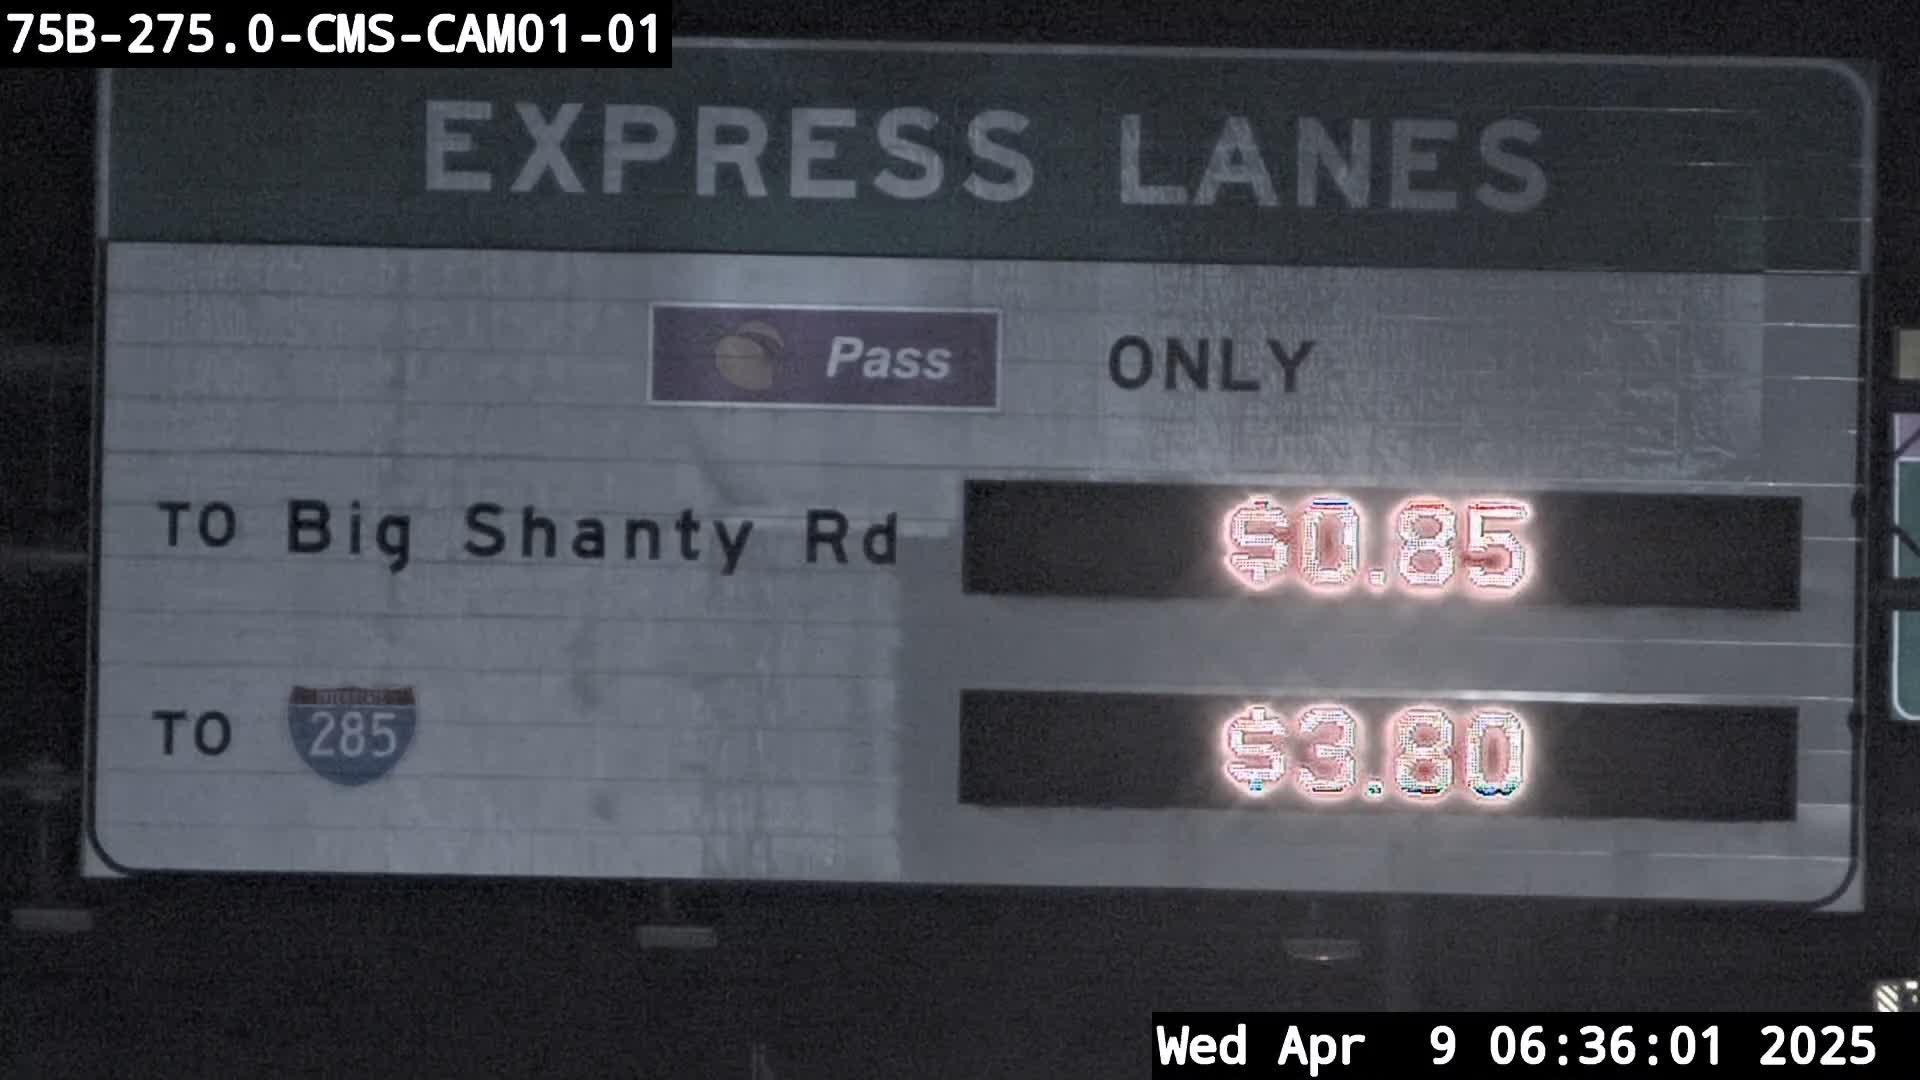 75B-275.0-CMS-CAM01-01
EXPRESS LANES
Pass ONLY
TO Big Shanty Rd $0.85
TO 285 $3.80
Wed Apr 9 06:36:01 2025